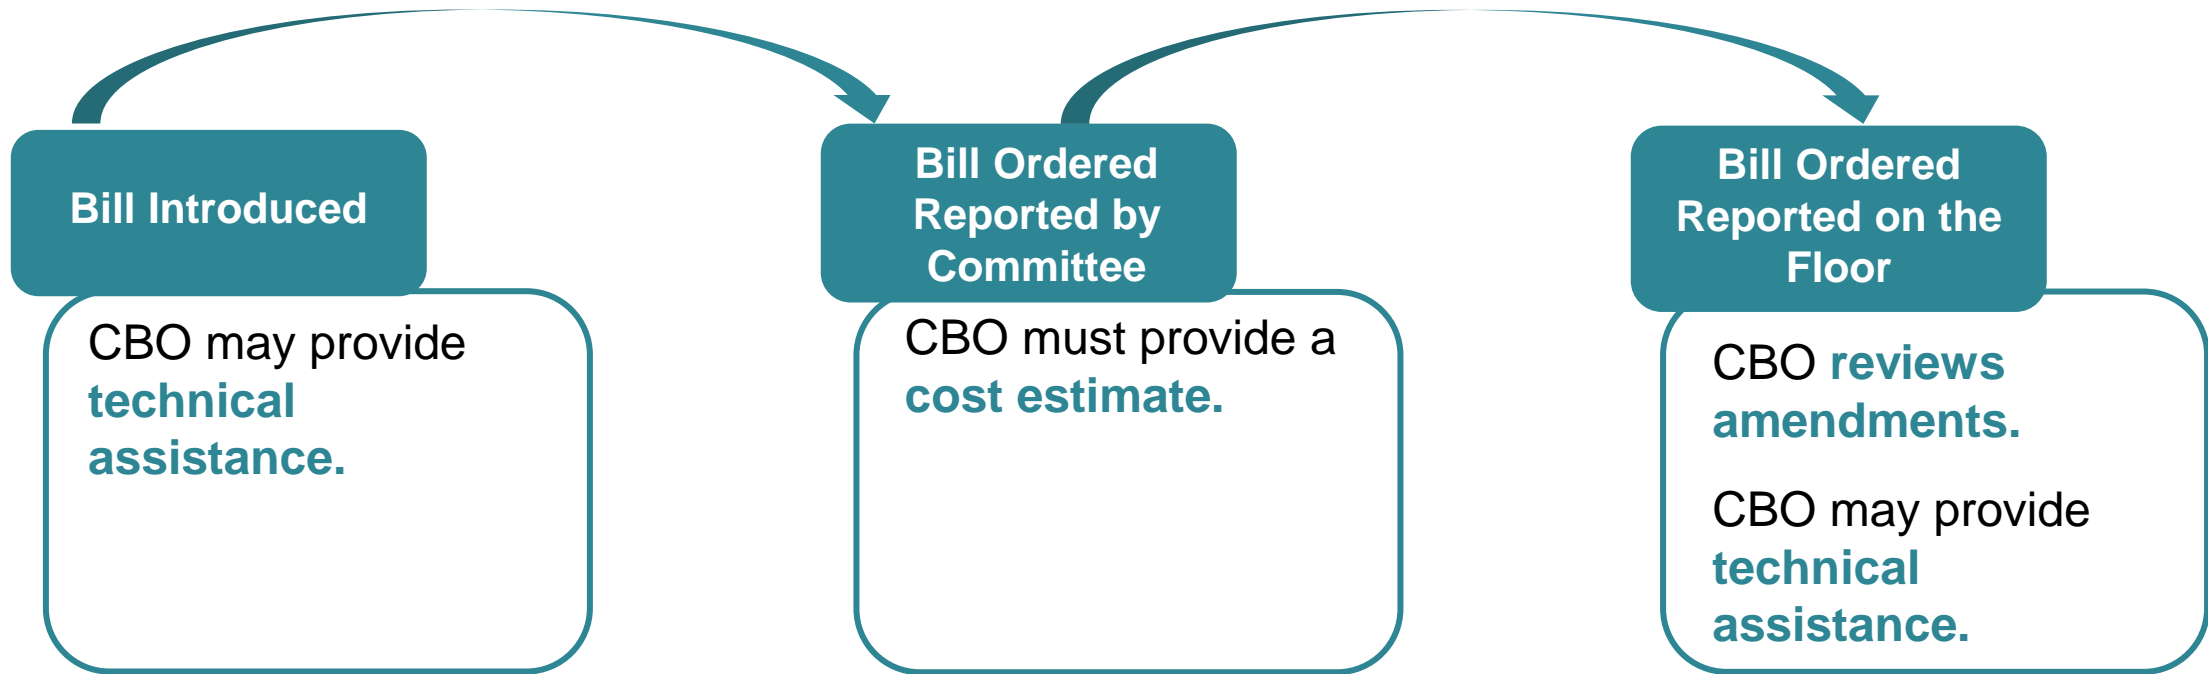 Bill Introduced
CBO may provide
technical
assistance.
Bill Ordered
Reported by
Committee
CBO must provide a
cost estimate.
Bill Ordered
Reported on the
Floor
CBO reviews
amendments.
CBO may provide
technical
assistance.